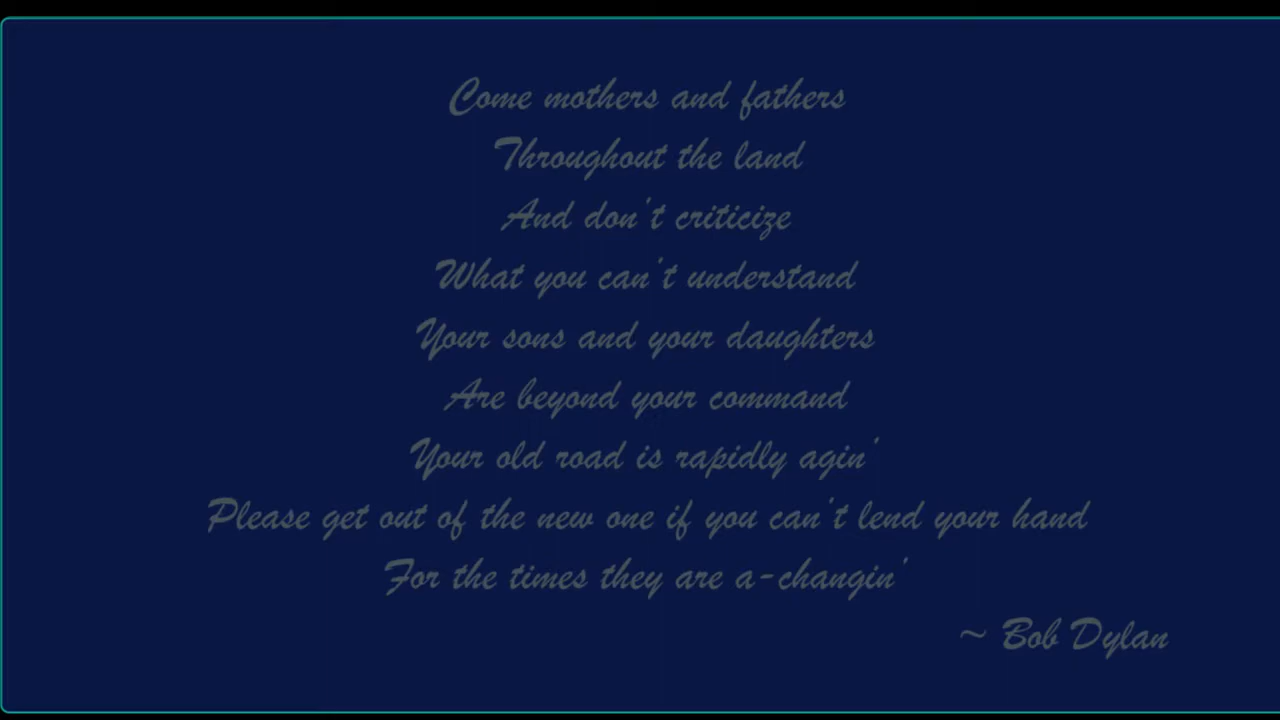 Come mothers and fathers
Throughout the land
And don't criticize
What you can't understand
Your sons and your daughters
Are beyond your command
Your old road is rapidly agin'
Please get out of the new one if you can't lend your hand
For the times they are a-changin'
~ Bob Dylan